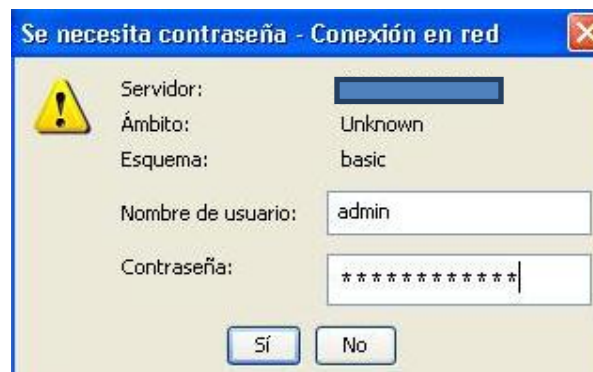 Se necesita contraseña - Conexión en red
Servidor:
Ámbito: Unknown
Esquema: basic
Nombre de usuario: admin
Contraseña: ************
Sí No